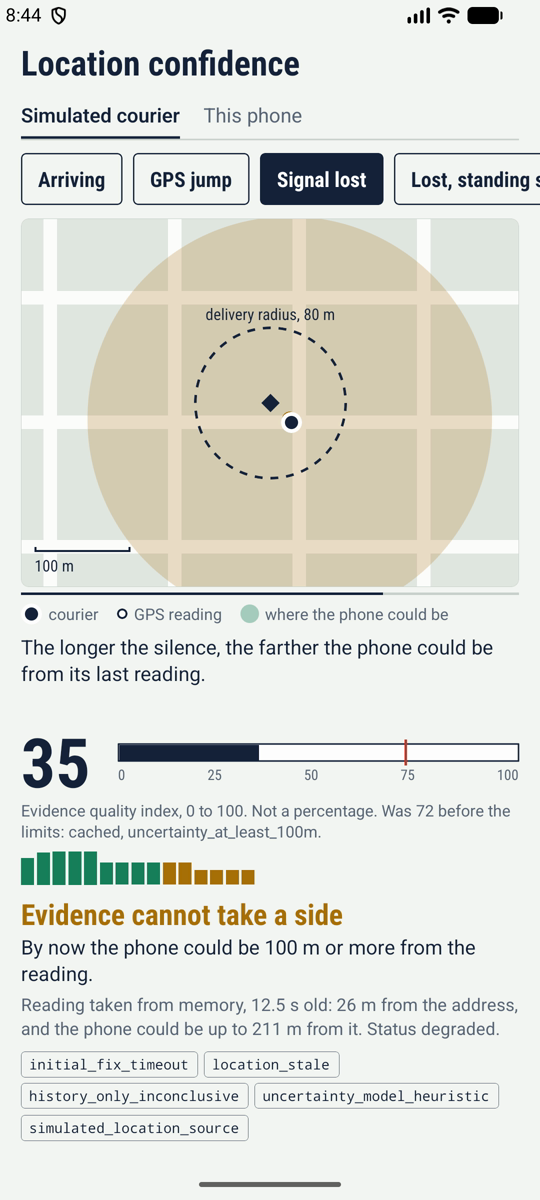 8:44
Location confidence
Simulated courier This phone
Arriving GPS jump Signal lost Lost, standing
delivery radius, 80 m
100 m
courier GPS reading where the phone could be
The longer the silence, the farther the phone could be
from its last reading.
35
0 25 50 75 100
Evidence quality index, 0 to 100. Not a percentage. Was 72 before the
limits: cached, uncertainty_at_least_100m.
Evidence cannot take a side
By now the phone could be 100 m or more from the
reading.
Reading taken from memory, 12.5 s old: 26 m from the address,
and the phone could be up to 211 m from it. Status degraded.
initial_fix_timeout location_stale
history_only_inconclusive uncertainty_model_heuristic
simulated_location_source